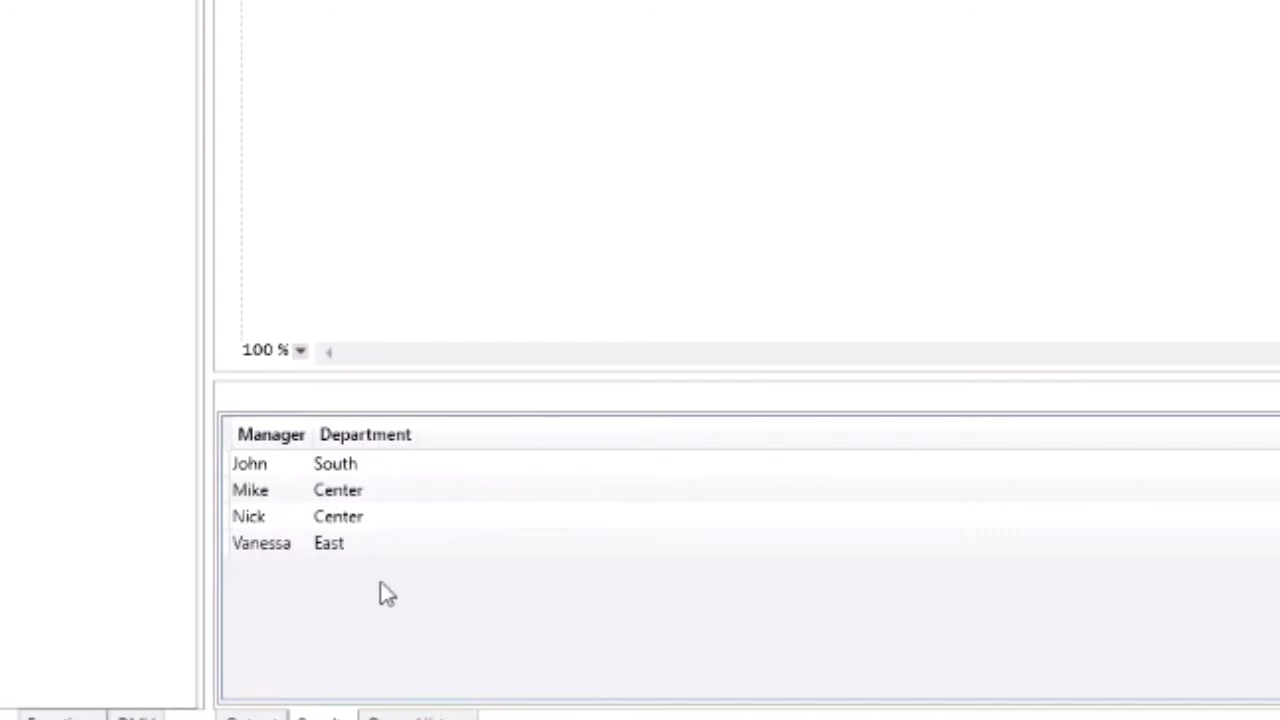 100 %
Manager Department
John South
Mike Center
Nick Center
Vanessa East